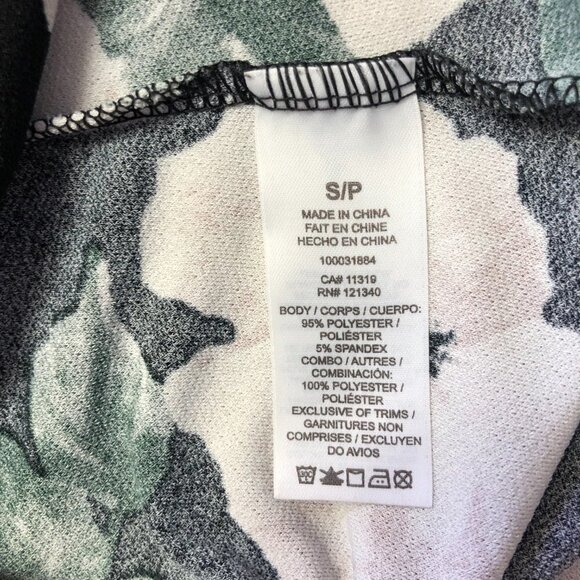 S/P
MADE IN CHINA
FAIT EN CHINE
HECHO EN CHINA
100031884
CA# 11319
RN# 121340
BODY / CORPS / CUERPO:
95% POLYESTER /
POLIÉSTER
5% SPANDEX
COMBO / AUTRES /
COMBINACIÓN:
100% POLYESTER /
POLIÉSTER
EXCLUSIVE OF TRIMS /
GARNITURES NON
COMPRISES / EXCLUYEN
DO AVIOS